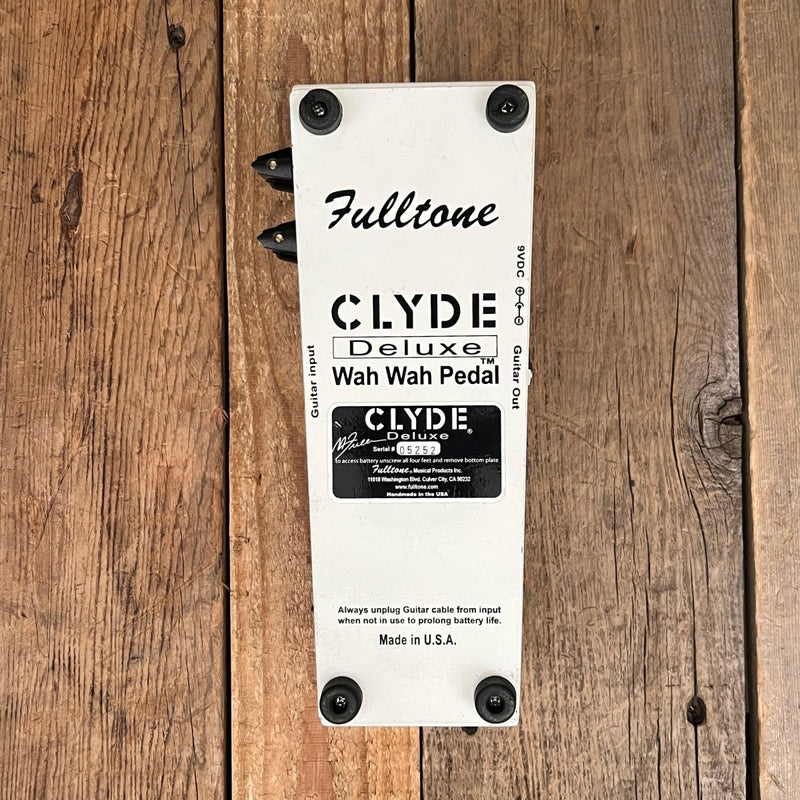 Fulltone
9VDC
CLYDE
Deluxe
TM
Wah Wah Pedal
Guitar input
Guitar Out
CLYDE®
Deluxe
M Fuller
Serial # 05252
to access battery unscrew all four feet and remove bottom plate
Fulltone® Musical Products Inc.
11018 Washington Blvd. Culver City, CA 90232
www.fulltone.com
Handmade in the USA
Always unplug Guitar cable from input
when not in use to prolong battery life.
Made in U.S.A.